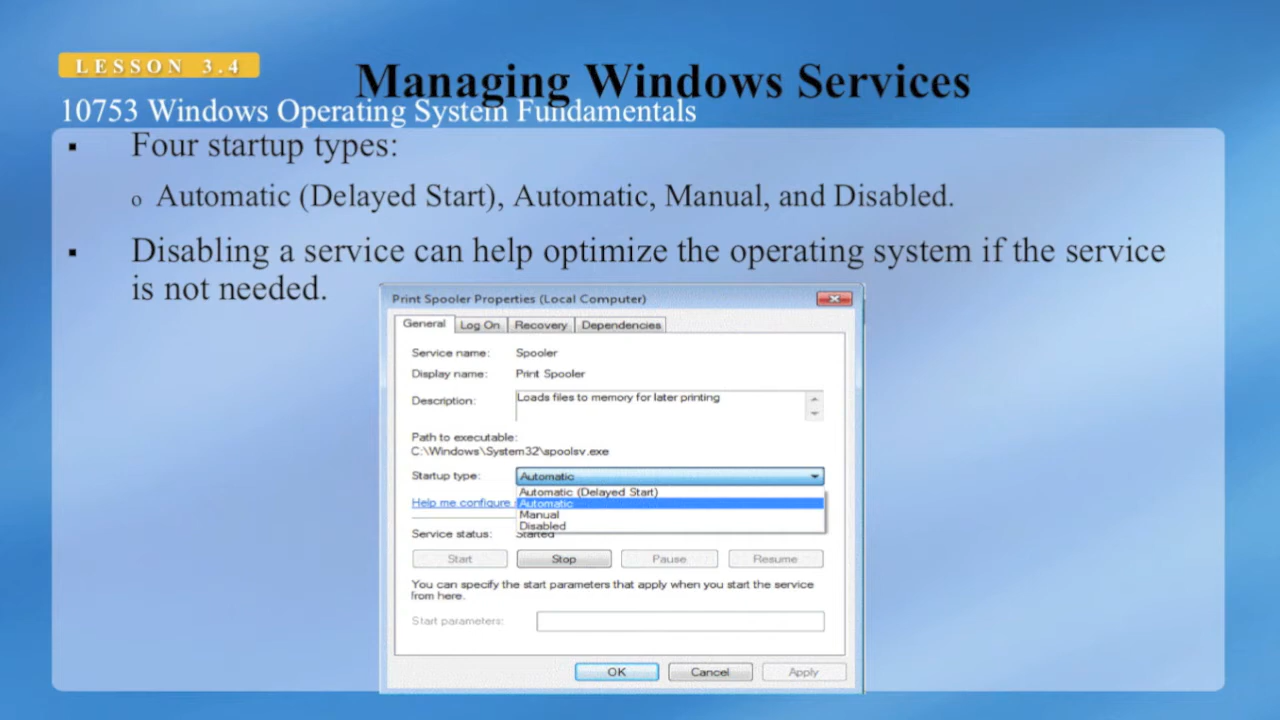 LESSON 3.4
Managing Windows Services
10753 Windows Operating System Fundamentals
▪ Four startup types:
o Automatic (Delayed Start), Automatic, Manual, and Disabled.
▪ Disabling a service can help optimize the operating system if the service
is not needed.
Print Spooler Properties (Local Computer)
General Log On Recovery Dependencies
Service name: Spooler
Display name: Print Spooler
Description: Loads files to memory for later printing
Path to executable:
C:\Windows\System32\spoolsv.exe
Startup type: Automatic
Automatic (Delayed Start)
Help me configure Automatic
Manual
Disabled
Service status: Started
Start Stop Pause Resume
You can specify the start parameters that apply when you start the service
from here.
Start parameters:
OK Cancel Apply